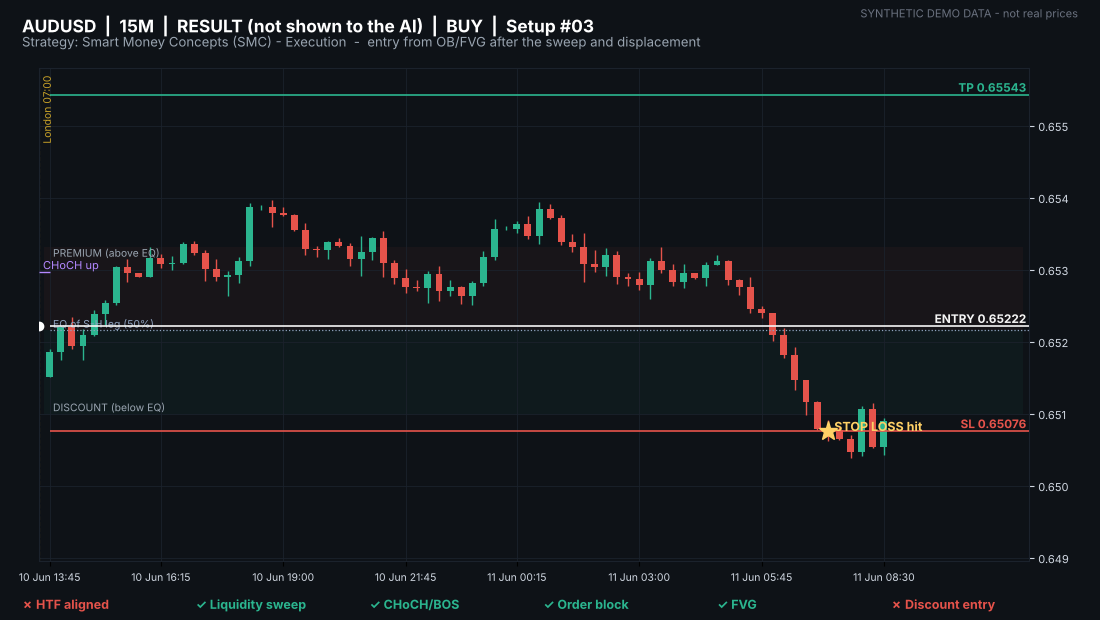 SYNTHETIC DEMO DATA - not real prices
AUDUSD | 15M | RESULT (not shown to the AI) | BUY | Setup #03
Strategy: Smart Money Concepts (SMC) - Execution - entry from OB/FVG after the sweep and displacement
London 07:00
TP 0.65543
0.655
0.654
PREMIUM (above EQ)
CHoCH up
0.653
EQ of S-H leg (50%)
ENTRY 0.65222
0.652
DISCOUNT (below EQ)
0.651
STOP LOSS hit
SL 0.65076
0.650
0.649
10 Jun 13:45
10 Jun 16:15
10 Jun 19:00
10 Jun 21:45
11 Jun 00:15
11 Jun 03:00
11 Jun 05:45
11 Jun 08:30
× HTF aligned
✓ Liquidity sweep
✓ CHoCH/BOS
✓ Order block
✓ FVG
× Discount entry